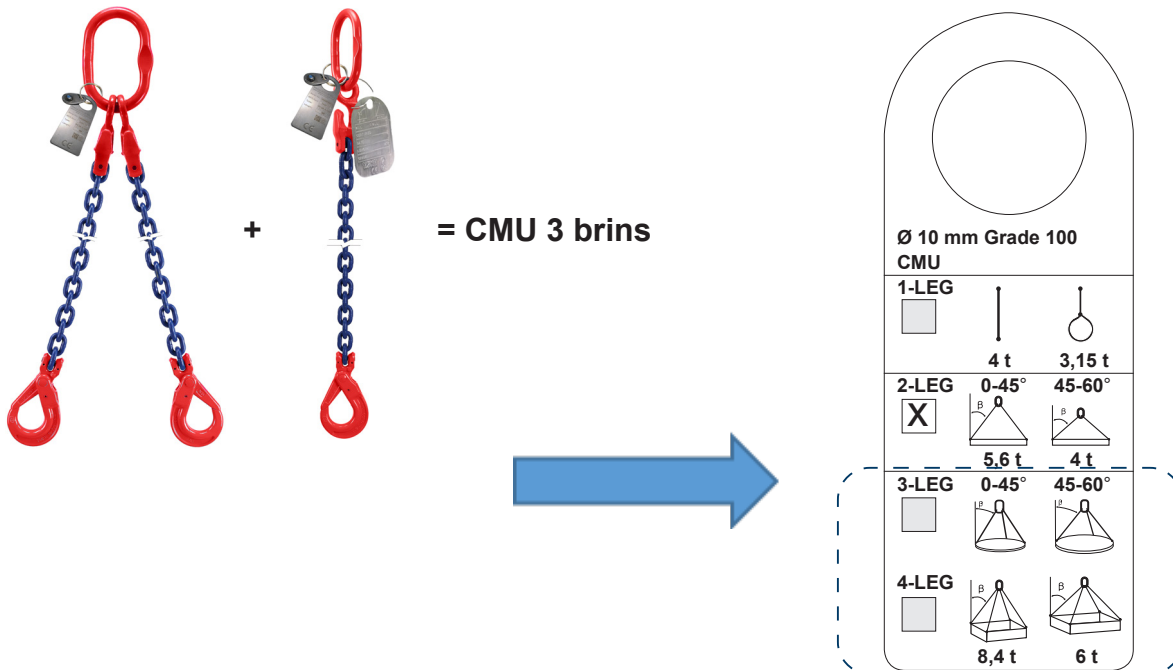 +
= CMU 3 brins
Ø 10 mm Grade 100
CMU
1-LEG
4 t 3,15 t
2-LEG 0-45° 45-60°
X
β β
5,6 t 4 t
3-LEG 0-45° 45-60°
β β
4-LEG
β β
8,4 t 6 t